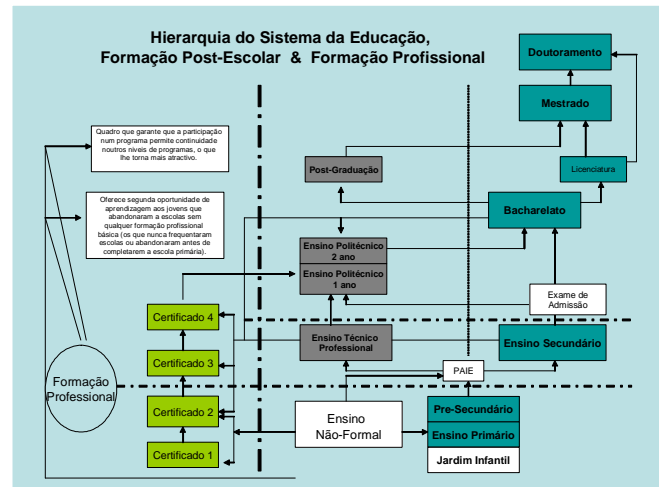 Hierarquia do Sistema da Educação,
Formação Post-Escolar & Formação Profissional
Doutoramento
Mestrado
Quadro que garante que a participação
num programa permite continuidade
noutros níveis de programas, o que
lhe torna mais atractivo.
Post-Graduação
Licenciatura
Oferece segunda oportunidade de
aprendizagem aos jovens que
abandonaram a escolas sem
qualquer formação profissional
básica (os que nunca frequentaram
escolas ou abandonaram antes de
completarem a escola primária).
Bacharelato
Ensino Politécnico
2 ano
Ensino Politécnico
1 ano
Exame de
Admissão
Certificado 4
Ensino Técnico
Professional
Ensino Secundário
Certificado 3
PAIE
Formação
Professional
Certificado 2
Ensino
Não-Formal
Pre-Secundário
Ensino Primário
Certificado 1
Jardim Infantil